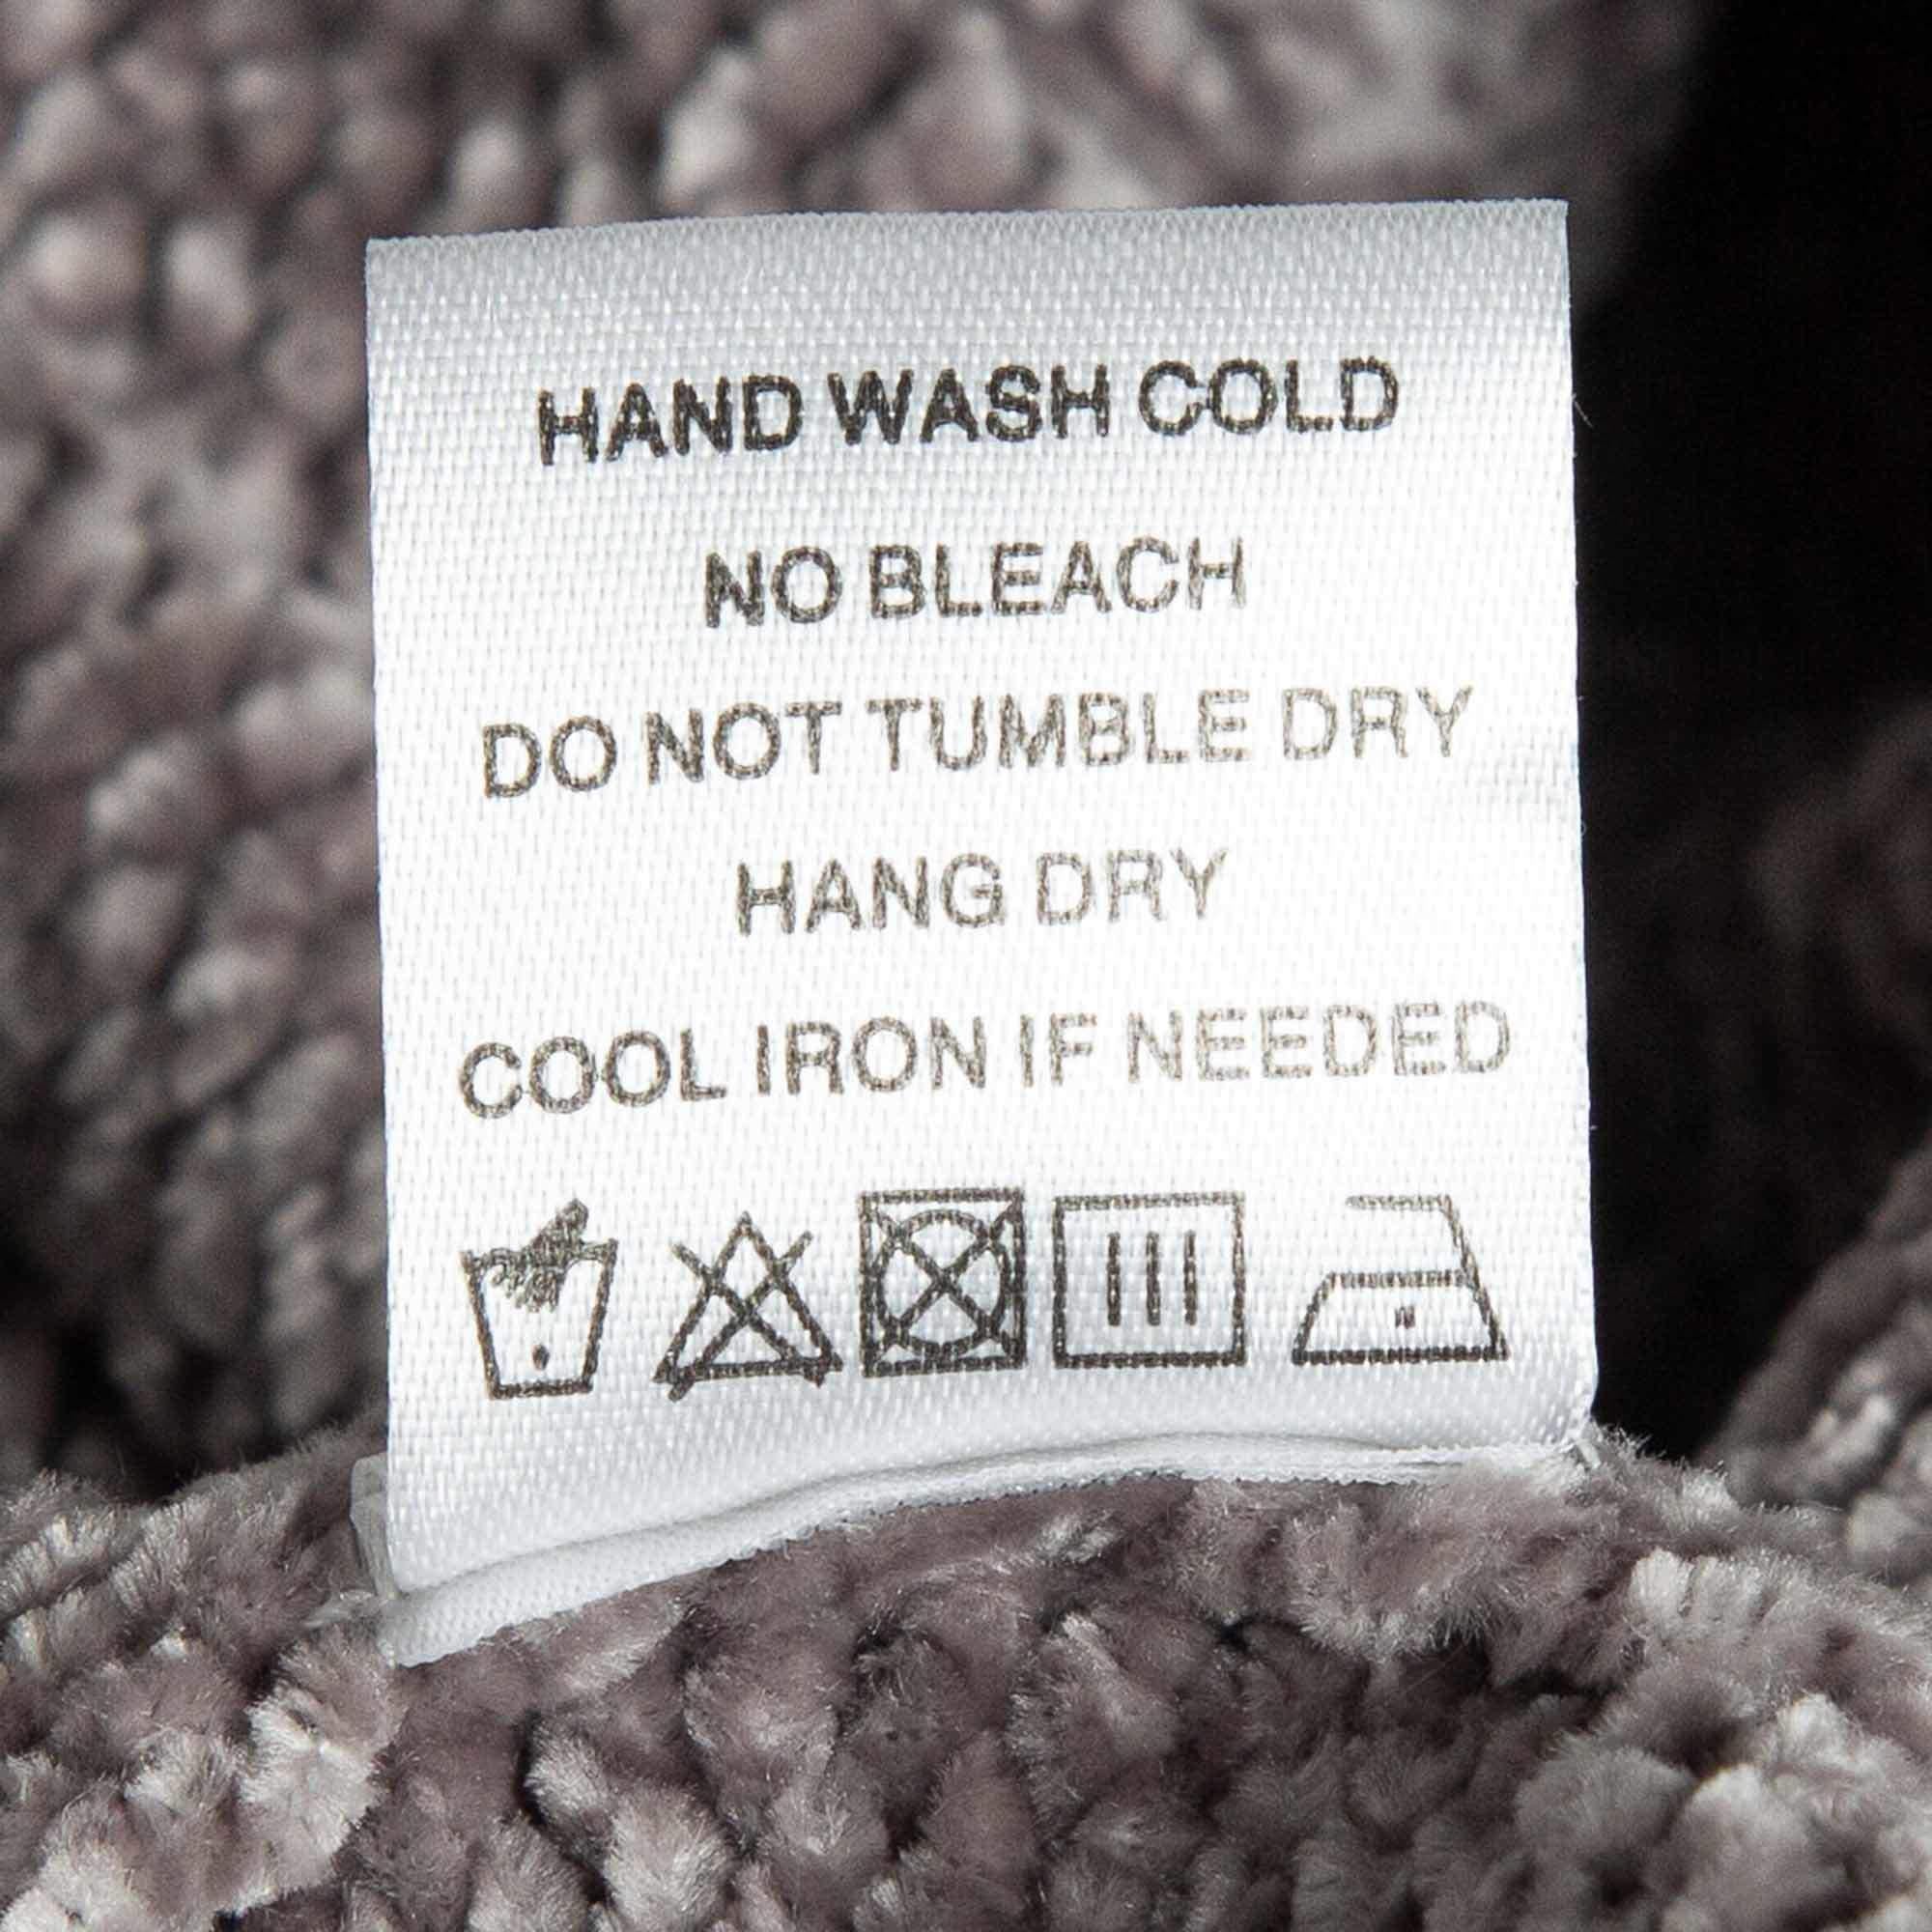 HAND WASH COLD
NO BLEACH
DO NOT TUMBLE DRY
HANG DRY
COOL IRON IF NEEDED